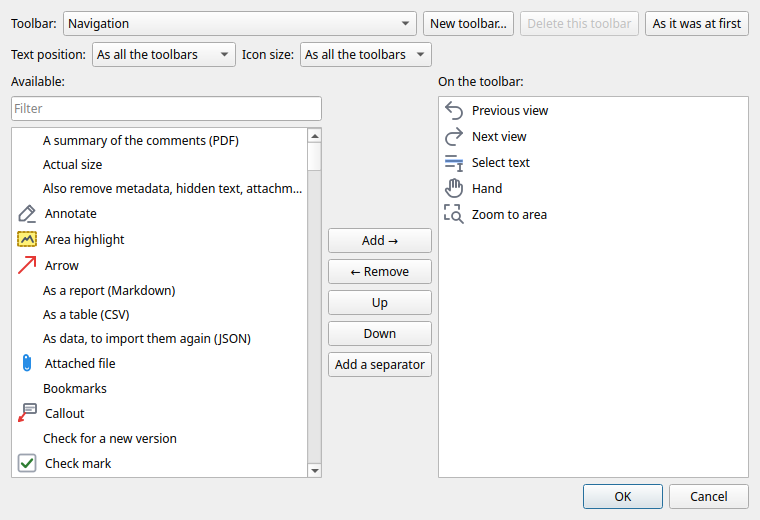 Toolbar: Navigation New toolbar... Delete this toolbar As it was at first
Text position: As all the toolbars Icon size: As all the toolbars
Available:
Filter
A summary of the comments (PDF)
Actual size
Also remove metadata, hidden text, attachm...
Annotate
Area highlight
Arrow
As a report (Markdown)
As a table (CSV)
As data, to import them again (JSON)
Attached file
Bookmarks
Callout
Check for a new version
Check mark
Add →
← Remove
Up
Down
Add a separator
On the toolbar:
Previous view
Next view
Select text
Hand
Zoom to area
OK Cancel